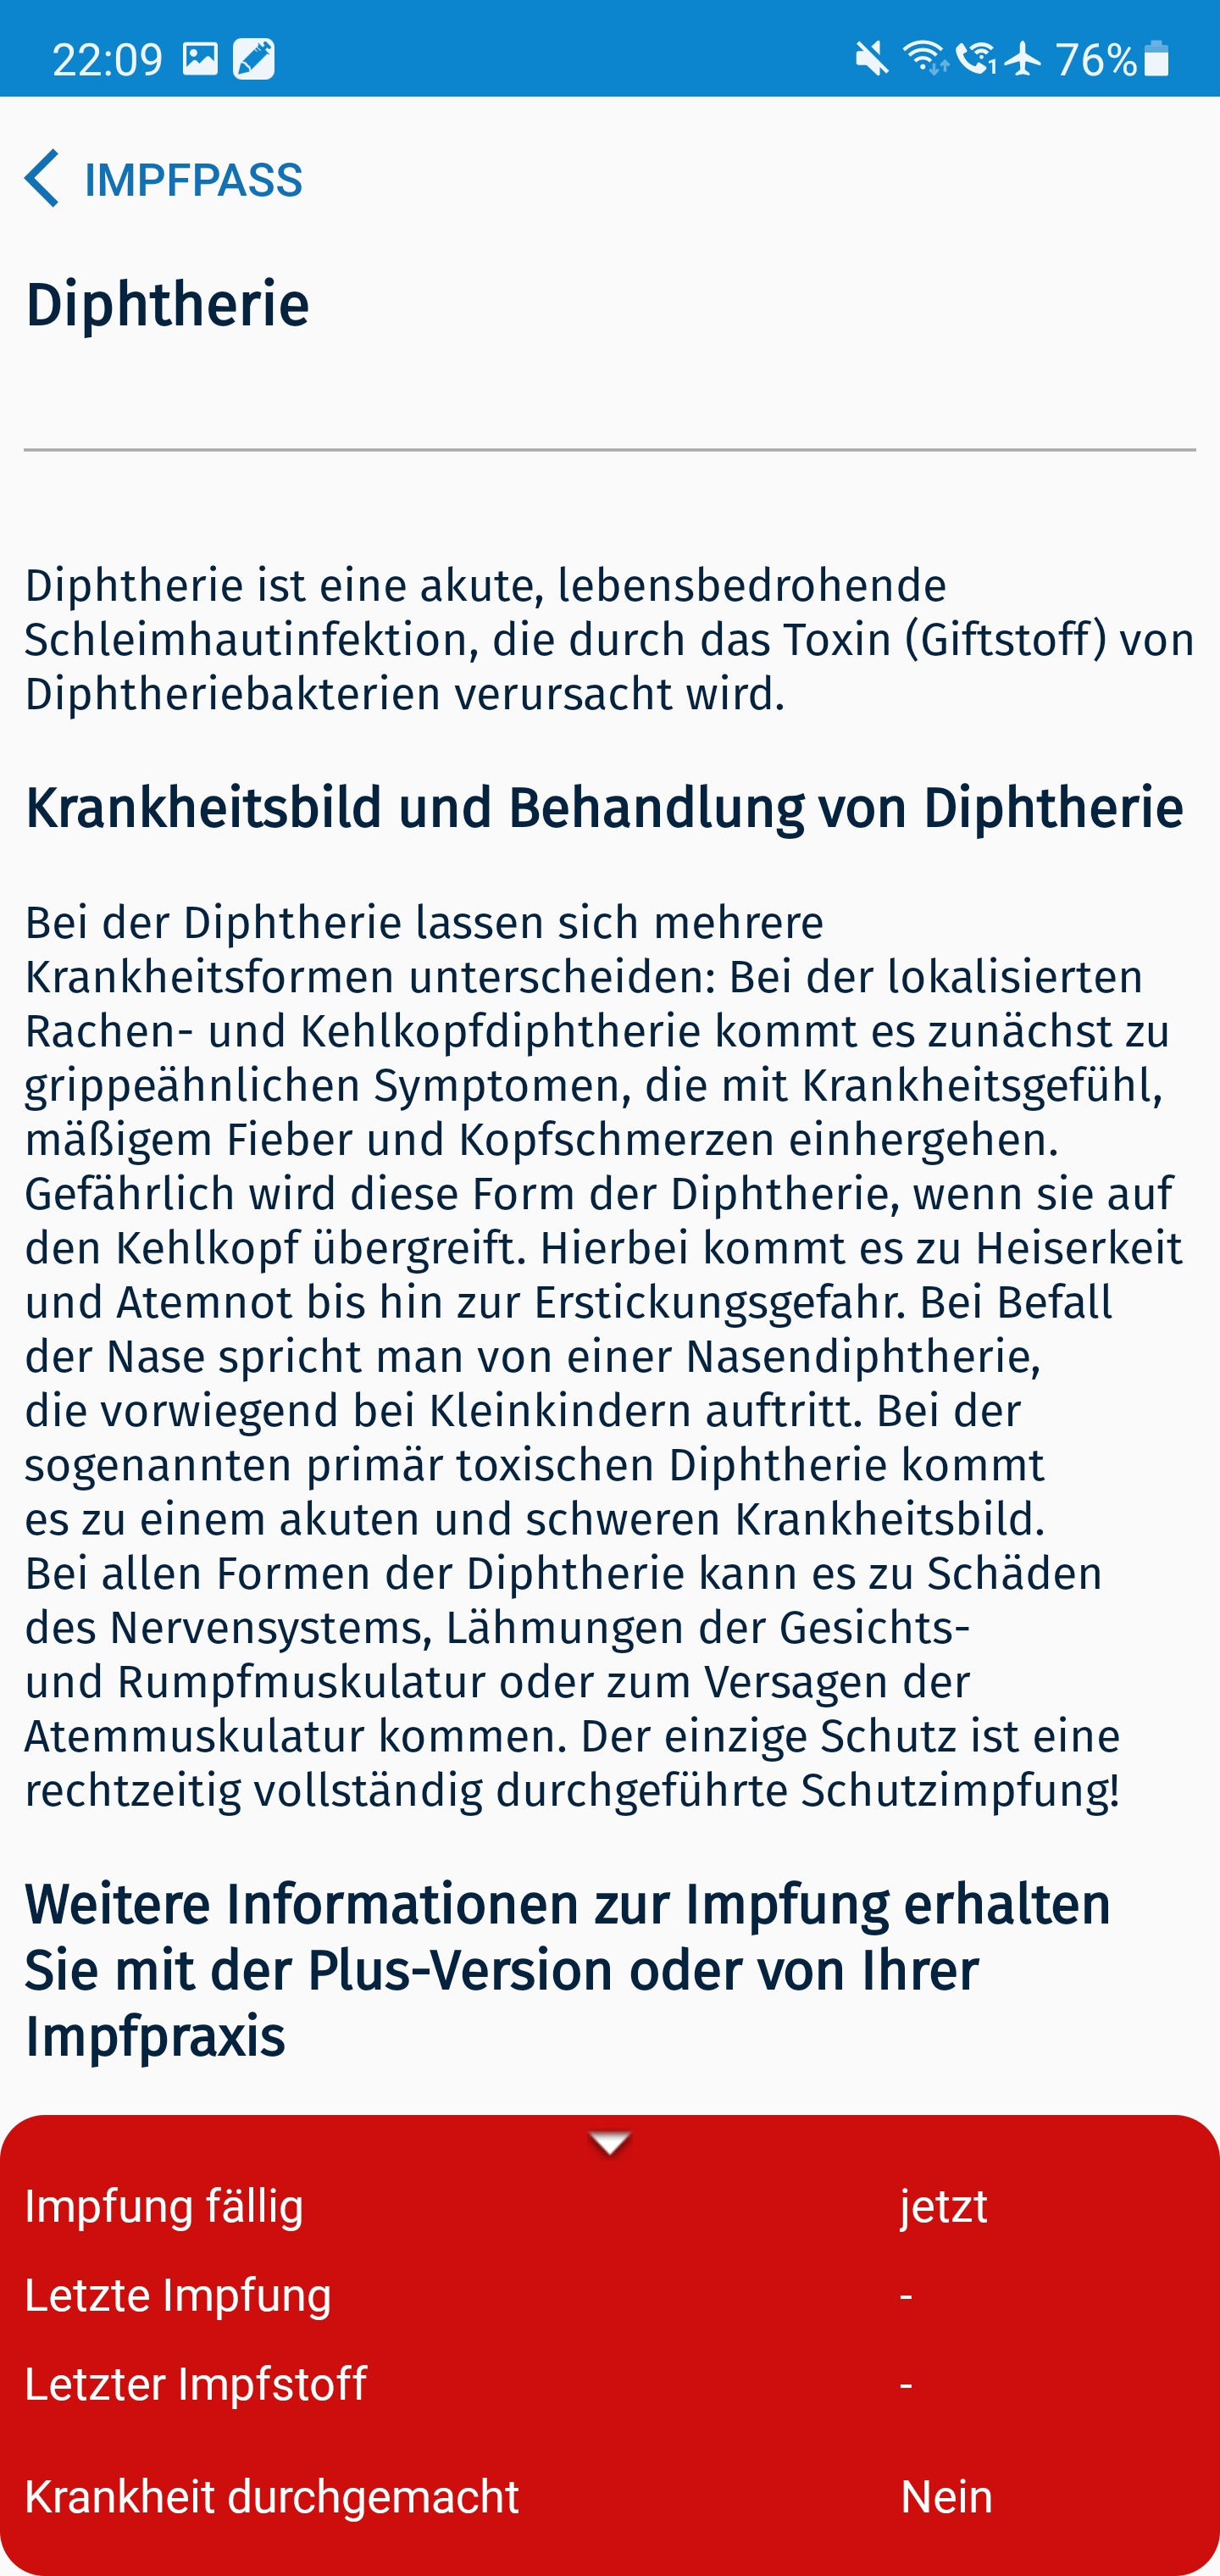 22:09
1 76%
IMPFPASS
Diphtherie
Diphtherie ist eine akute, lebensbedrohende
Schleimhautinfektion, die durch das Toxin (Giftstoff) von
Diphtheriebakterien verursacht wird.
Krankheitsbild und Behandlung von Diphtherie
Bei der Diphtherie lassen sich mehrere
Krankheitsformen unterscheiden: Bei der lokalisierten
Rachen- und Kehlkopfdiphtherie kommt es zunächst zu
grippeähnlichen Symptomen, die mit Krankheitsgefühl,
mäßigem Fieber und Kopfschmerzen einhergehen.
Gefährlich wird diese Form der Diphtherie, wenn sie auf
den Kehlkopf übergreift. Hierbei kommt es zu Heiserkeit
und Atemnot bis hin zur Erstickungsgefahr. Bei Befall
der Nase spricht man von einer Nasendiphtherie,
die vorwiegend bei Kleinkindern auftritt. Bei der
sogenannten primär toxischen Diphtherie kommt
es zu einem akuten und schweren Krankheitsbild.
Bei allen Formen der Diphtherie kann es zu Schäden
des Nervensystems, Lähmungen der Gesichts-
und Rumpfmuskulatur oder zum Versagen der
Atemmuskulatur kommen. Der einzige Schutz ist eine
rechtzeitig vollständig durchgeführte Schutzimpfung!
Weitere Informationen zur Impfung erhalten
Sie mit der Plus-Version oder von Ihrer
Impfpraxis
Impfung fällig jetzt
Letzte Impfung -
Letzter Impfstoff -
Krankheit durchgemacht Nein